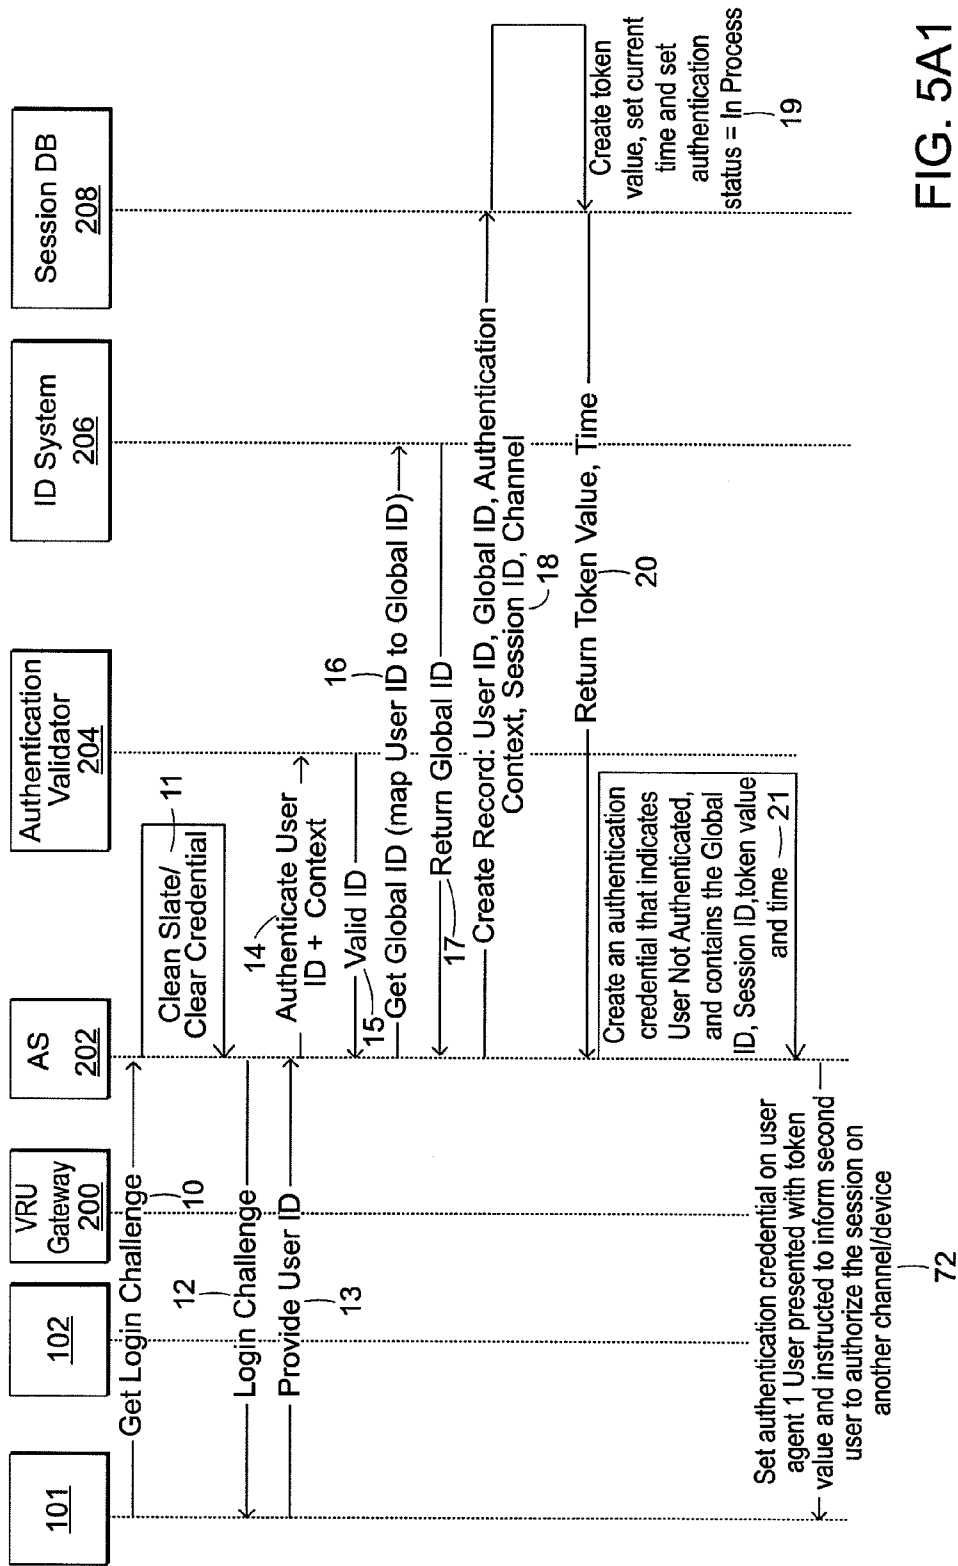 101
102
VRU
Gateway
200
AS
202
Authentication
Validator
204
ID System
206
Session DB
208
Get Login Challenge
10
Clean Slate/
Clear Credential
11
12
Login Challenge
Provide User ID
13
14
Authenticate User
ID + Context
Valid ID
15
16
Get Global ID (map User ID to Global ID)
Return Global ID
17
Create Record: User ID, Global ID, Authentication
Context, Session ID, Channel
18
Create token
value, set current
time and set
authentication
status = In Process
19
Return Token Value, Time
20
Create an authentication
credential that indicates
User Not Authenticated,
and contains the Global
ID, Session ID,token value
and time
21
Set authentication credential on user
agent 1 User presented with token
value and instructed to inform second
user to authorize the session on
another channel/device
72
FIG. 5A1